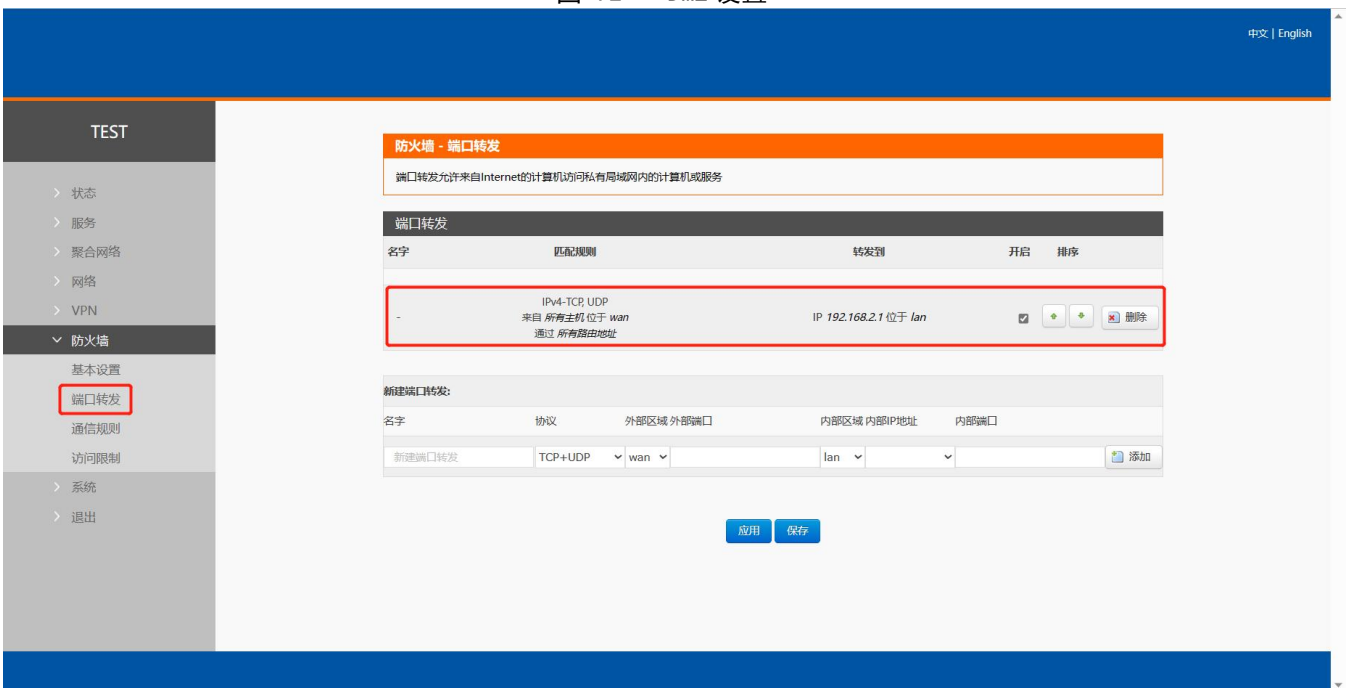 设置
中文 | English
TEST
状态
服务
聚合网络
网络
VPN
防火墙
基本设置
端口转发
通信规则
访问限制
系统
退出
防火墙 - 端口转发
端口转发允许来自Internet的计算机访问私有局域网内的计算机或服务
端口转发
名字 匹配规则 转发到 开启 排序
IPv4-TCP, UDP
- 来自 所有主机 位于 wan IP 192.168.2.1 位于 lan 删除
通过 所有路由地址
新建端口转发:
名字 协议 外部区域 外部端口 内部区域 内部IP地址 内部端口
新建端口转发 TCP+UDP wan lan 添加
应用 保存